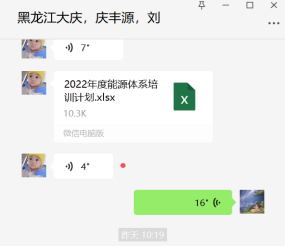 黑龙江大庆，庆丰源，刘
7"
2022年度能源体系培
训计划.xlsx
10.3K
微信电脑版
4"
16"
昨天 10:19